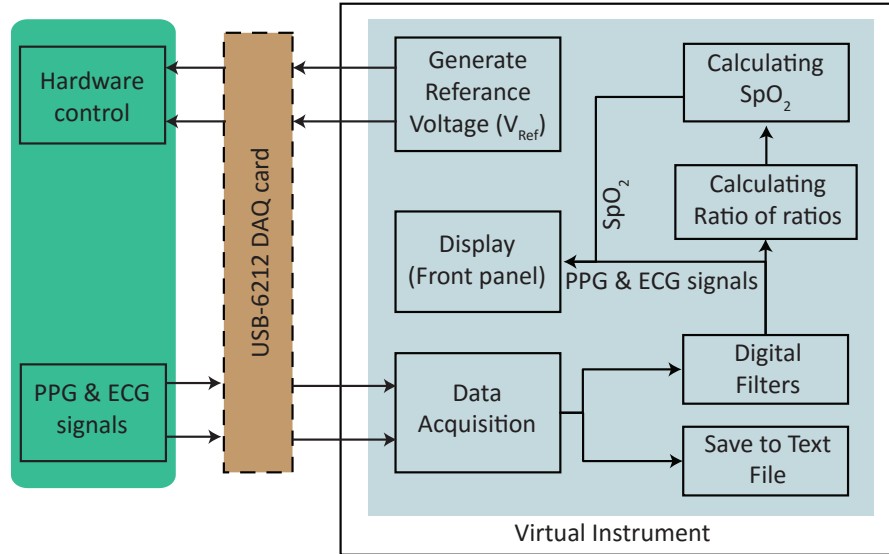 Hardware
control
PPG & ECG
signals
USB-6212 DAQ card
Generate
Referance
Voltage (V_Ref)
Calculating
SpO₂
Calculating
Ratio of ratios
SpO₂
Display
(Front panel)
PPG & ECG signals
Data
Acquisition
Digital
Filters
Save to Text
File
Virtual Instrument